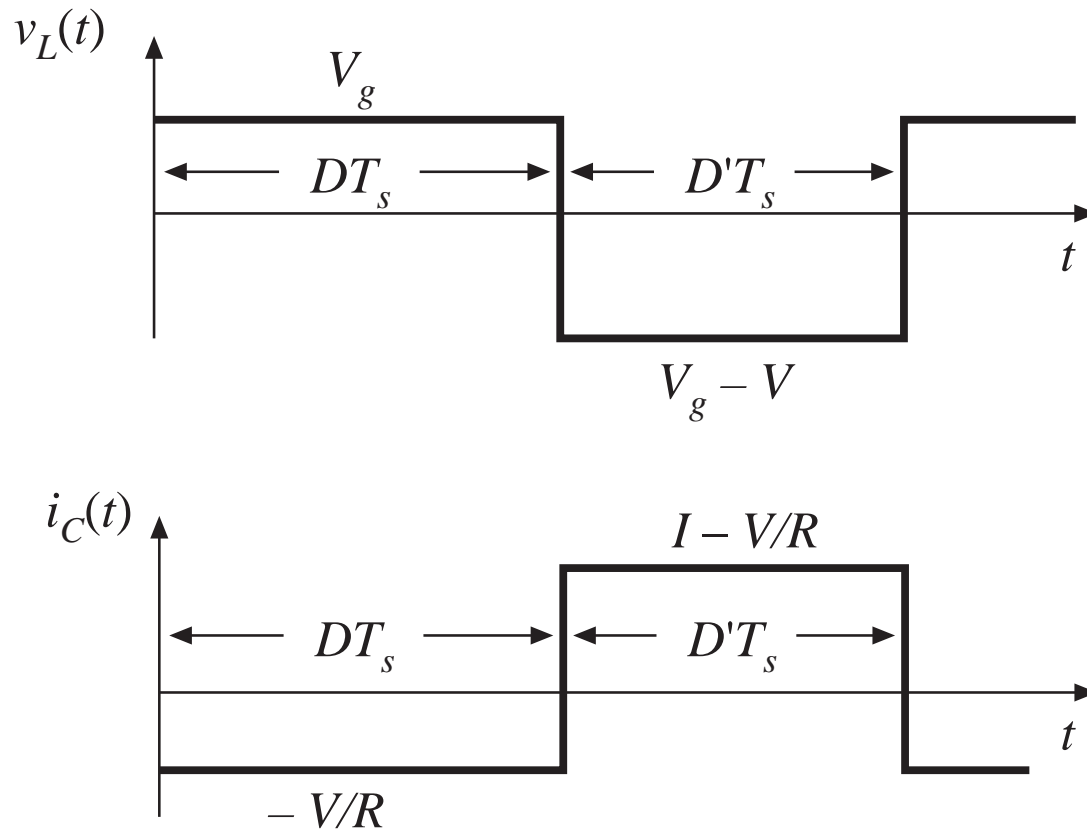 v_L(t)
V_g
DT_s
D'T_s
t
V_g – V
i_C(t)
I – V/R
DT_s
D'T_s
t
– V/R